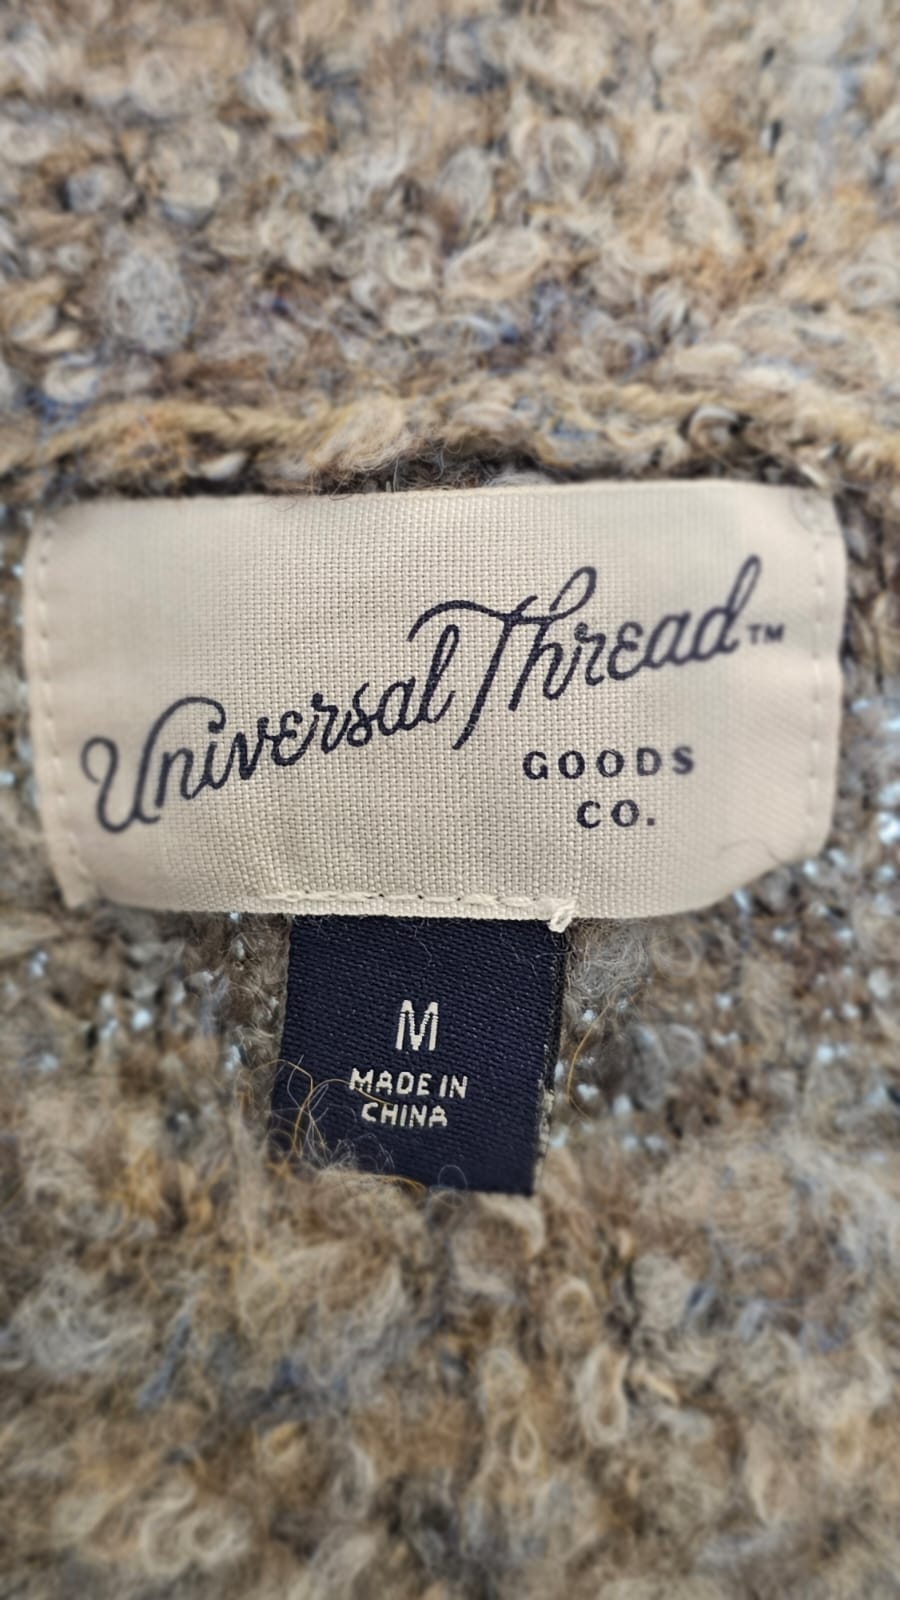 Universal Thread™
GOODS
CO.
M
MADE IN
CHINA